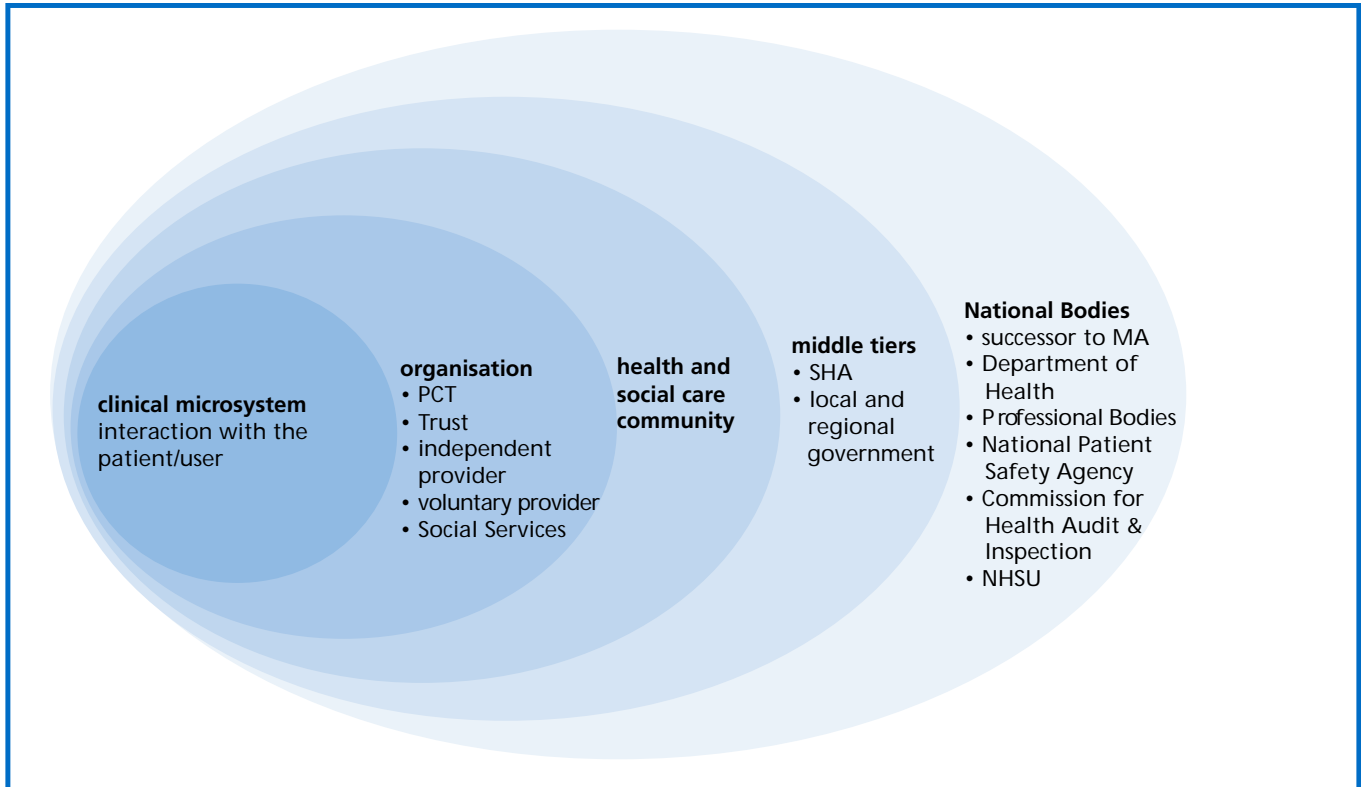 clinical microsystem
interaction with the
patient/user
organisation
• PCT
• Trust
• independent
provider
• voluntary provider
• Social Services
health and
social care
community
middle tiers
• SHA
• local and
regional
government
National Bodies
• successor to MA
• Department of
Health
• Professional Bodies
• National Patient
Safety Agency
• Commission for
Health Audit &
Inspection
• NHSU